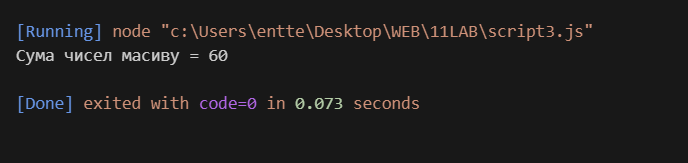 [Running] node "c:\Users\entte\Desktop\WEB\11LAB\script3.js"
Сума чисел масиву = 60
[Done] exited with code=0 in 0.073 seconds